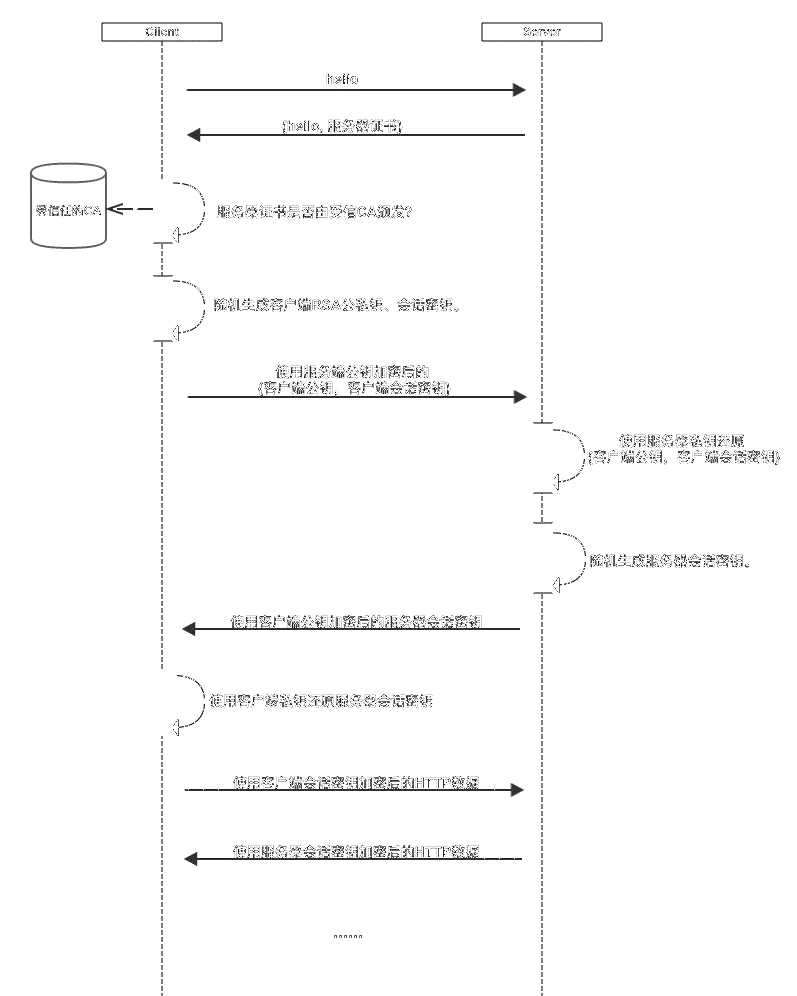 Client
Server
hello
(hello, 服务器证书)
受信任的CA
服务器证书是否由受信CA颁发?
随机生成客户端RSA公私钥、会话密钥。
使用服务端公钥加密后的
(客户端公钥，客户端会话密钥)
使用服务器私钥还原
(客户端公钥，客户端会话密钥)
随机生成服务器会话密钥。
使用客户端公钥加密后的服务器会话密钥
使用客户端私钥还原服务器会话密钥
使用客户端会话密钥加密后的HTTP数据
使用服务器会话密钥加密后的HTTP数据
……